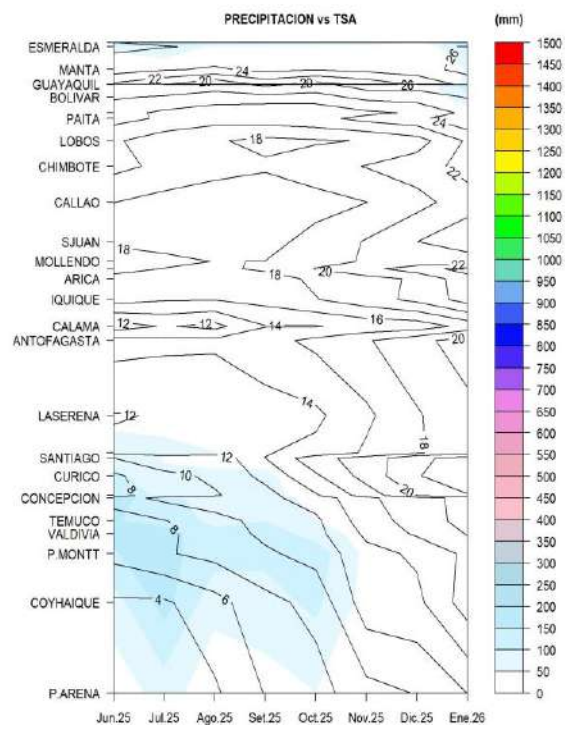 PRECIPITACION vs TSA
(mm)
ESMERALDA
MANTA
GUAYAQUIL
BOLIVAR
PAITA
LOBOS
CHIMBOTE
CALLAO
SJUAN
MOLLENDO
ARICA
IQUIQUE
CALAMA
ANTOFAGASTA
LASERENA
SANTIAGO
CURICO
CONCEPCION
TEMUCO
VALDIVIA
P.MONTT
COYHAIQUE
P.ARENA
26
24
22 20 20 26
24
18
22
18
18 20 22
16
12 12 14
20
14
12
18
12
10
8
20
8
6
4
1500
1450
1400
1350
1300
1250
1200
1150
1100
1050
1000
950
900
850
800
750
700
650
600
550
500
450
400
350
300
250
200
150
100
50
0
Jun.25 Jul.25 Ago.25 Set.25 Oct.25 Nov.25 Dic.25 Ene.26